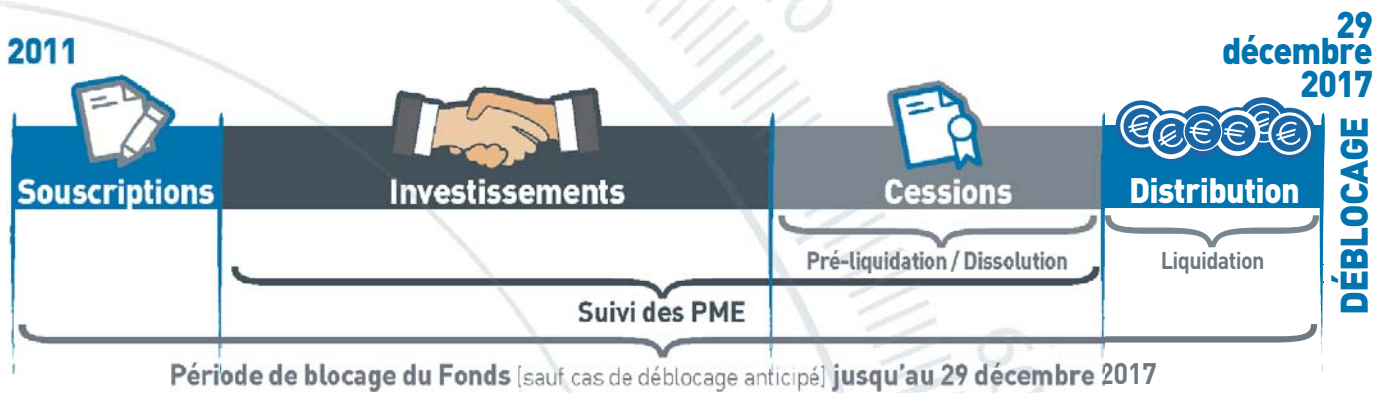 2011
29
décembre
2017
Souscriptions
Investissements
Cessions
Distribution
DÉBLOCAGE
Pré-liquidation / Dissolution
Liquidation
Suivi des PME
Période de blocage du Fonds [sauf cas de déblocage anticipé] jusqu'au 29 décembre 2017